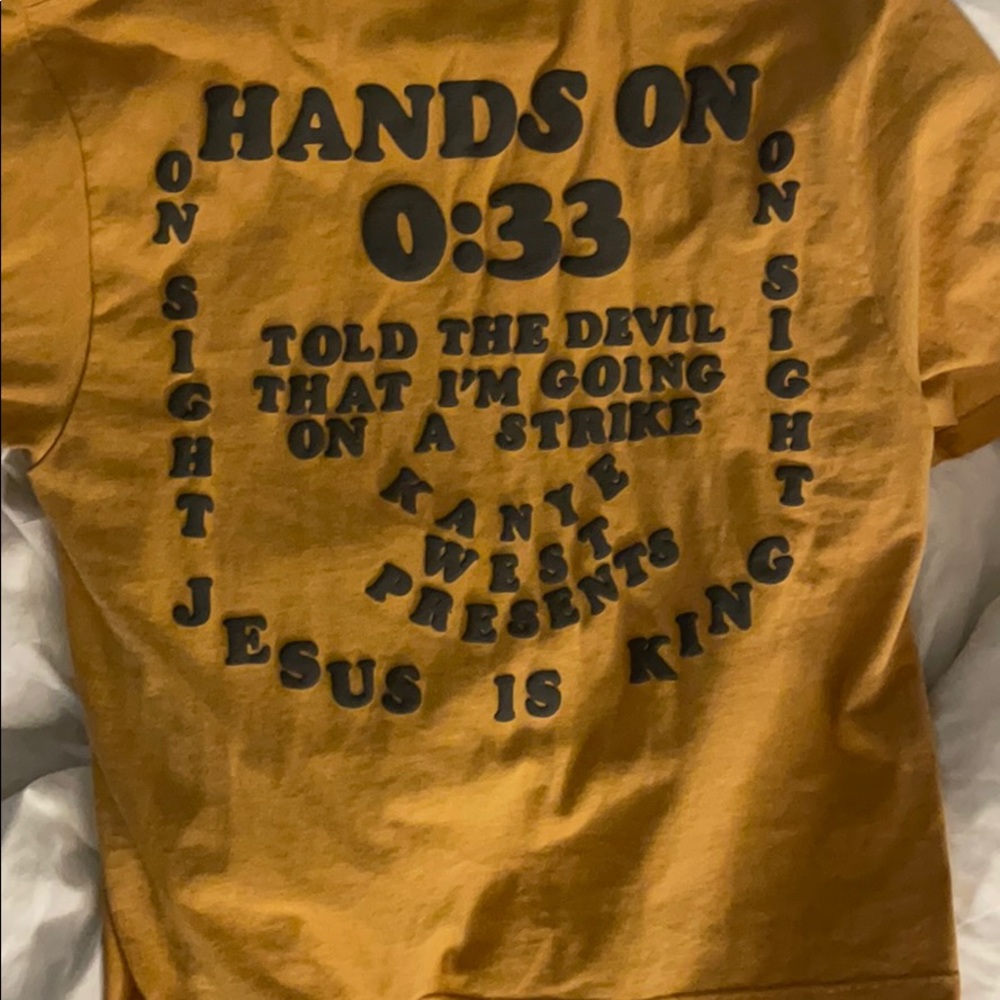 HANDS ON
0:33
ON SIGHT
ON SIGHT
TOLD THE DEVIL
THAT I'M GOING
ON A STRIKE
KANYE
WEST
PRESENTS
JESUS IS KING